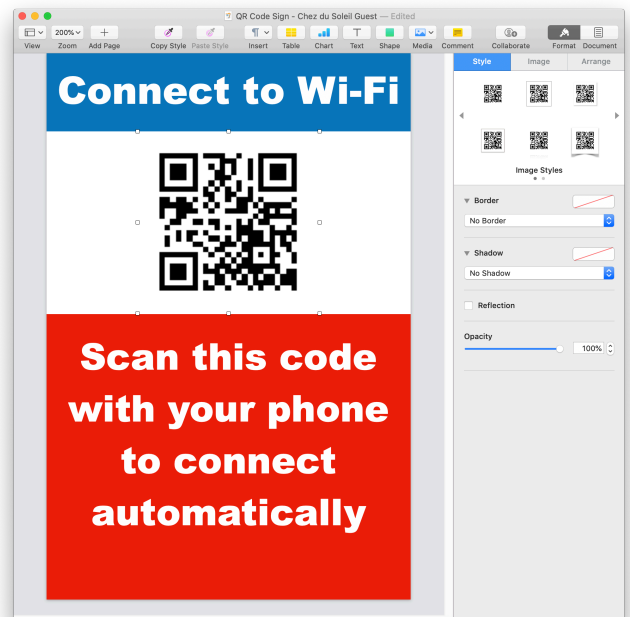 QR Code Sign - Chez du Soleil Guest — Edited
200%
View Zoom Add Page Copy Style Paste Style Insert Table Chart Text Shape Media Comment Collaborate Format Document
Style Image Arrange
Connect to Wi-Fi
Image Styles
Border
No Border
Shadow
No Shadow
Reflection
Opacity
100%
Scan this code
with your phone
to connect
automatically